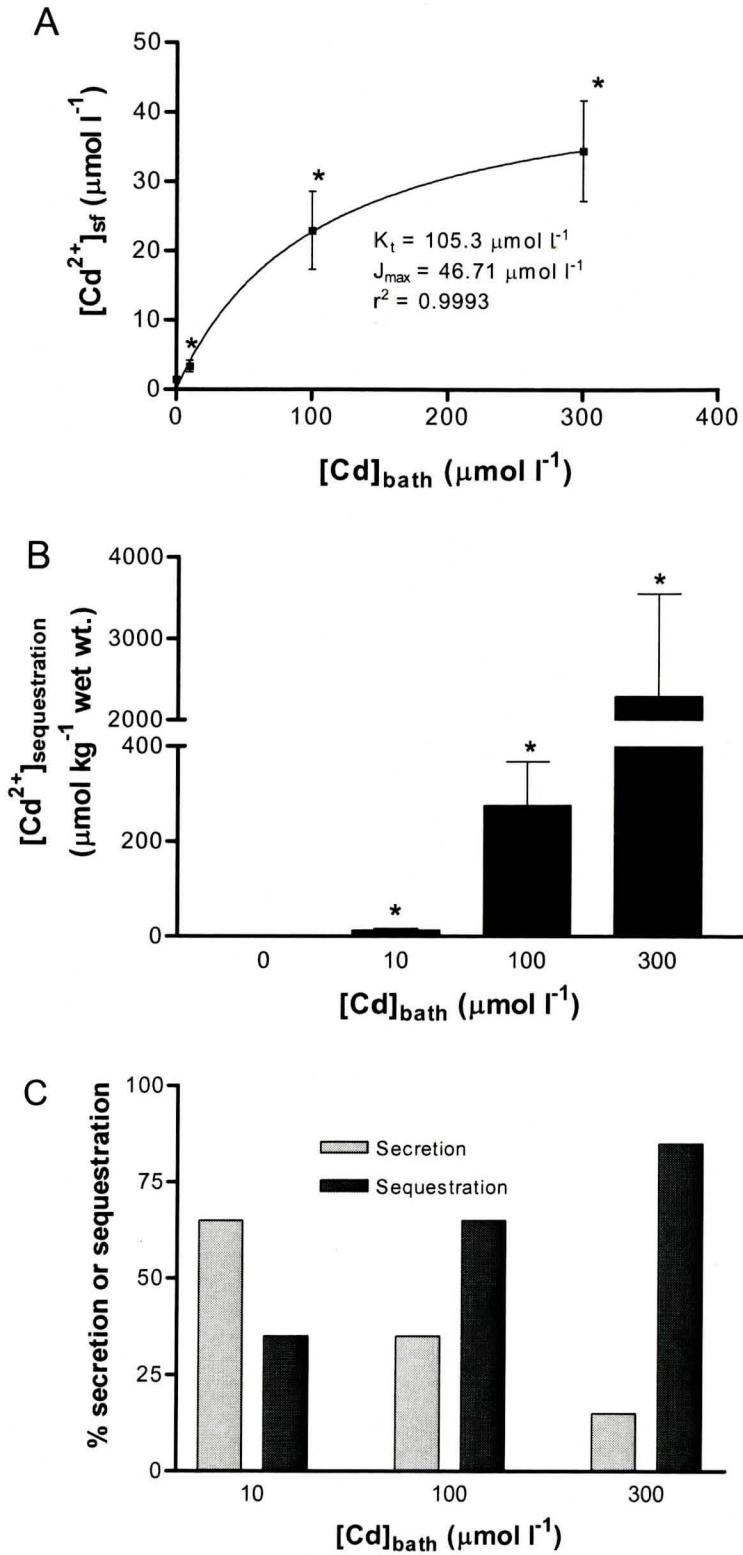 A
[Cd²⁺]sf (µmol l⁻¹)
50
40
30
20
10
0
*
*
*
Kt = 105.3 µmol l⁻¹
Jmax = 46.71 µmol l⁻¹
r² = 0.9993
0 100 200 300 400
[Cd]bath (µmol l⁻¹)
B
[Cd²⁺]sequestration
(µmol kg⁻¹ wet wt.)
4000
3000
2000
400
200
0
*
*
*
0 10 100 300
[Cd]bath (µmol l⁻¹)
C
% secretion or sequestration
100
75
50
25
0
Secretion
Sequestration
10 100 300
[Cd]bath (µmol l⁻¹)